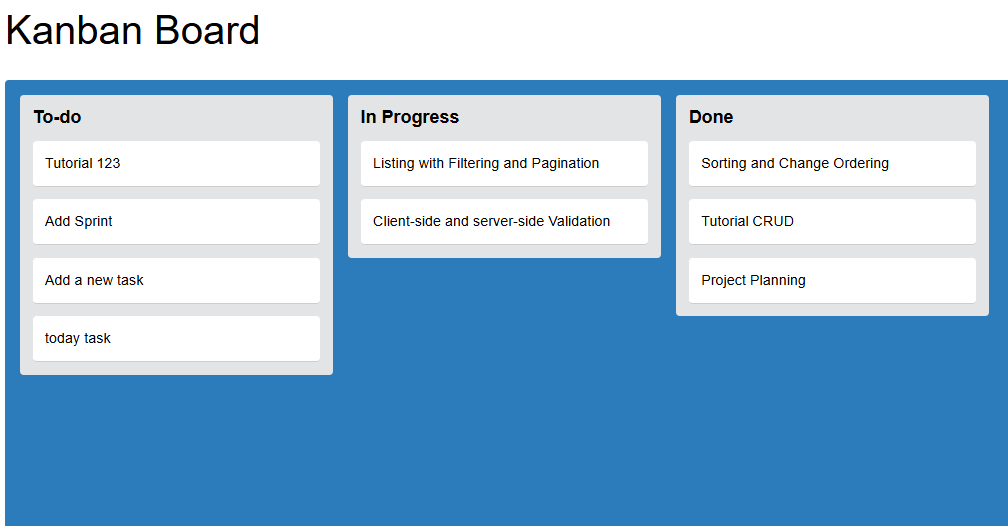 Kanban Board
To-do
Tutorial 123
Add Sprint
Add a new task
today task
In Progress
Listing with Filtering and Pagination
Client-side and server-side Validation
Done
Sorting and Change Ordering
Tutorial CRUD
Project Planning